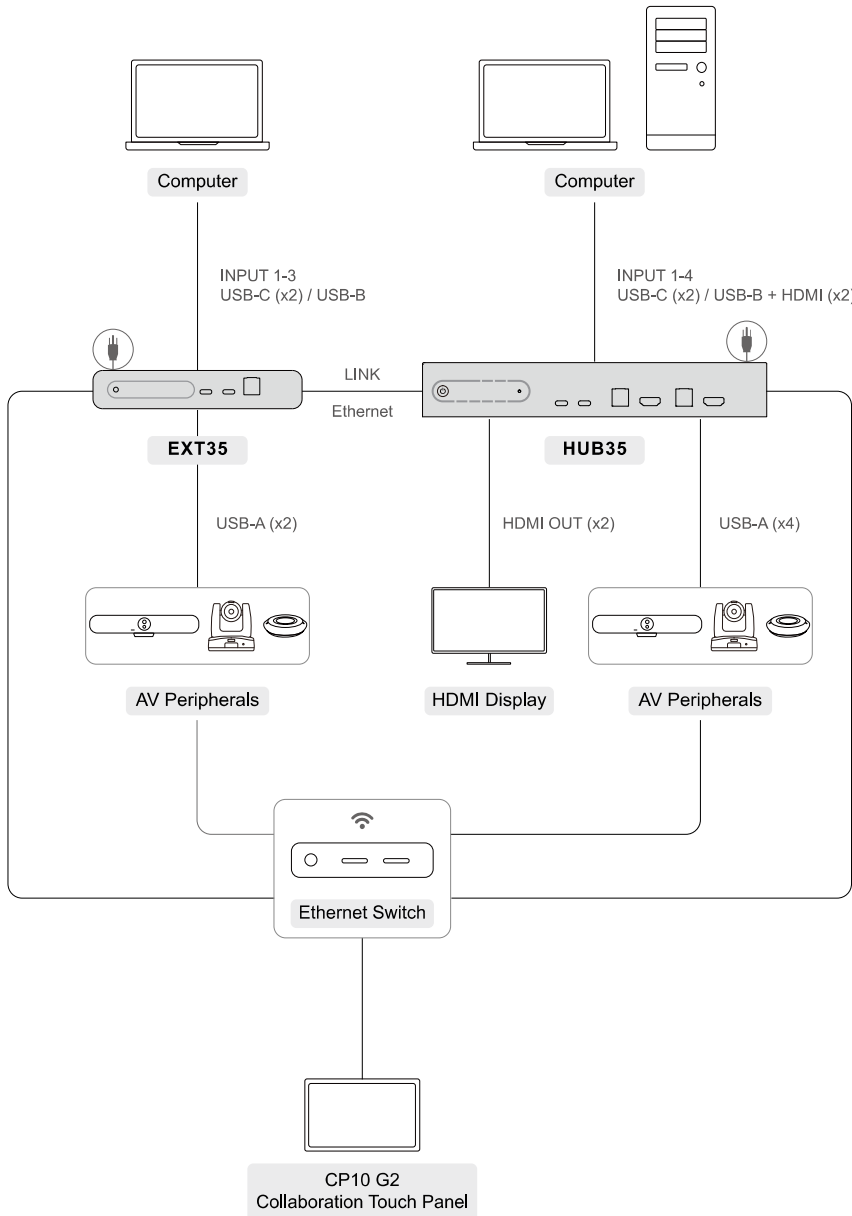 Computer
Computer
INPUT 1-3
USB-C (x2) / USB-B
INPUT 1-4
USB-C (x2) / USB-B + HDMI (x2)
LINK
Ethernet
EXT35
HUB35
USB-A (x2)
HDMI OUT (x2)
USB-A (x4)
AV Peripherals
HDMI Display
AV Peripherals
Ethernet Switch
CP10 G2
Collaboration Touch Panel